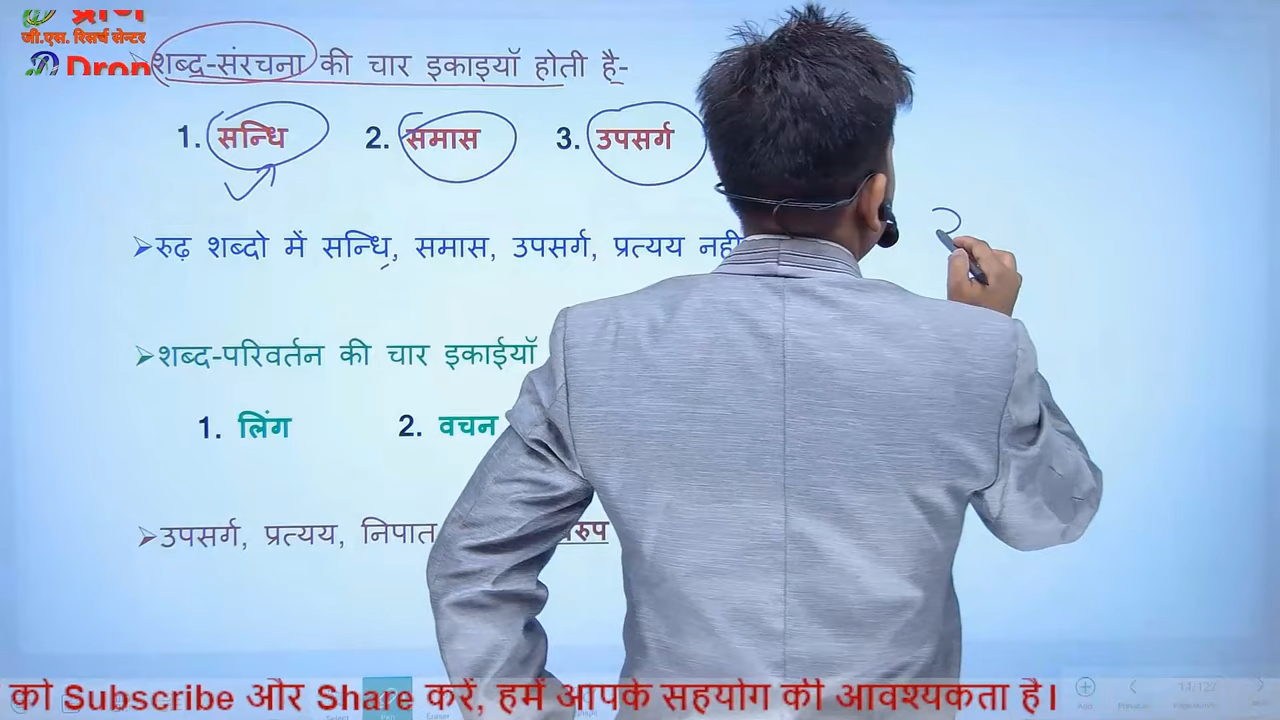 जी.एस. रिसर्च सेन्टर
शब्द-संरचना की चार इकाइयॉ होती है-
1. सन्धि 2. समास 3. उपसर्ग
➢रुढ़ शब्दो में सन्धि, समास, उपसर्ग, प्रत्यय नही
➢शब्द-परिवर्तन की चार इकाईयॉ
1. लिंग 2. वचन
➢उपसर्ग, प्रत्यय, निपात
को Subscribe और Share करें, हमें आपके सहयोग की आवश्यकता है।